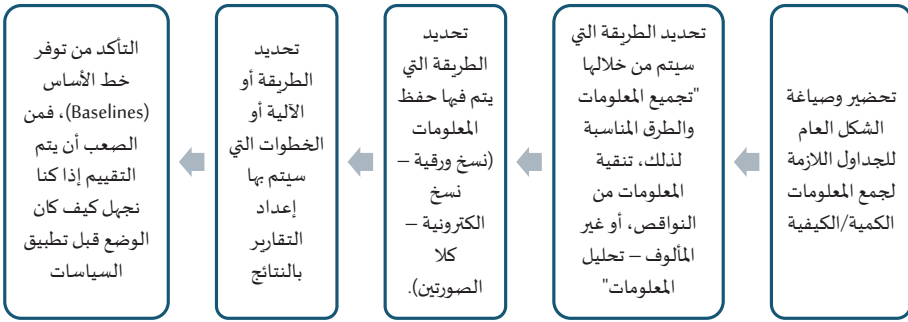 تحضير وصياغة
الشكل العام
للجداول اللازمة
لجمع المعلومات
الكمية/الكيفية
تحديد الطريقة التي
سيتم من خلالها
"تجميع المعلومات
والطرق المناسبة
لذلك، تنقية
المعلومات من
النواقص، أو غير
المألوف – تحليل
المعلومات"
تحديد
الطريقة التي
يتم فيها حفظ
المعلومات
(نسخ ورقية –
نسخ
الكترونية –
كلا
الصورتين).
تحديد
الطريقة أو
الآلية أو
الخطوات التي
سيتم بها
إعداد
التقارير
بالنتائج
التأكد من توفر
خط الأساس
(Baselines)، فمن
الصعب أن يتم
التقييم إذا كنا
نجهل كيف كان
الوضع قبل تطبيق
السياسات